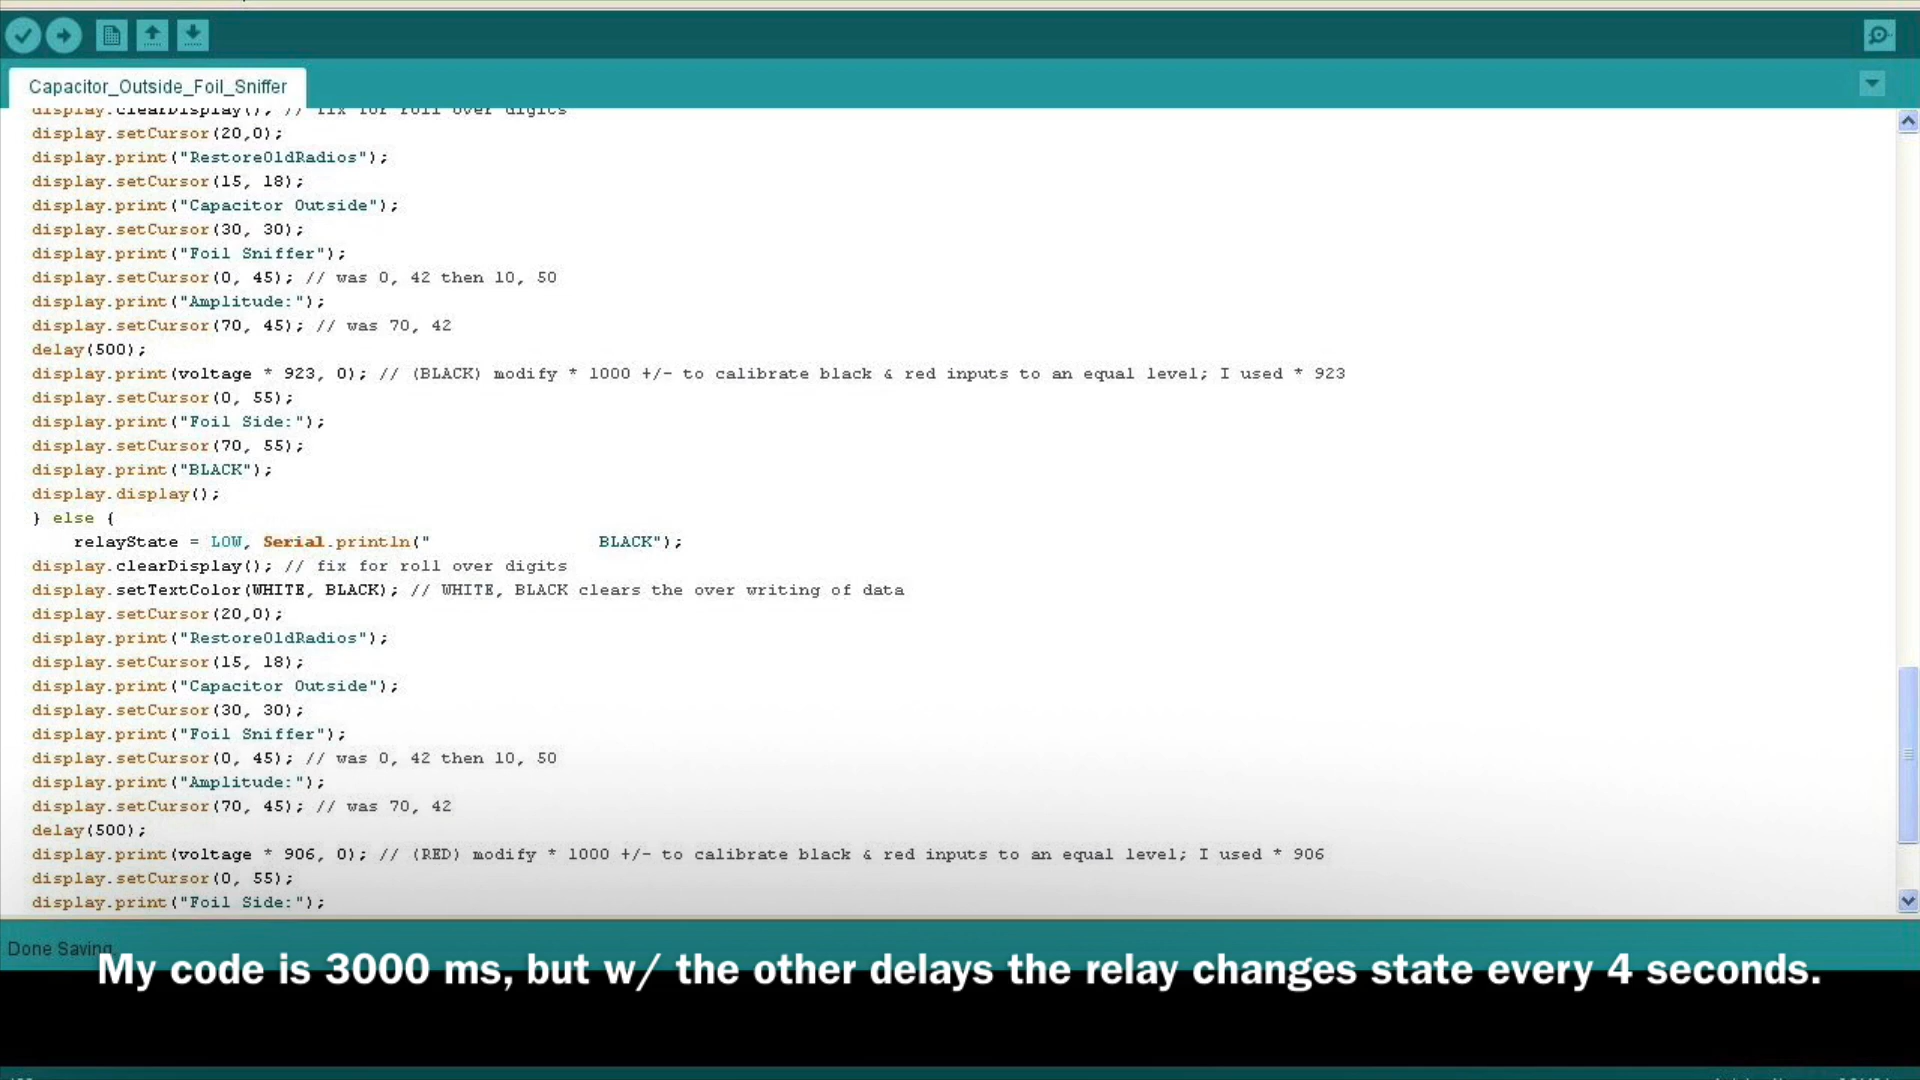 Capacitor_Outside_Foil_Sniffer
display.clearDisplay(); // fix for roll over digits
display.setCursor(20,0);
display.print("RestoreOldRadios");
display.setCursor(15, 18);
display.print("Capacitor Outside");
display.setCursor(30, 30);
display.print("Foil Sniffer");
display.setCursor(0, 45); // was 0, 42 then 10, 50
display.print("Amplitude:");
display.setCursor(70, 45); // was 70, 42
delay(500);
display.print(voltage * 923, 0); // (BLACK) modify * 1000 +/- to calibrate black & red inputs to an equal level; I used * 923
display.setCursor(0, 55);
display.print("Foil Side:");
display.setCursor(70, 55);
display.print("BLACK");
display.display();
} else {
relayState = LOW, Serial.println("                BLACK");
display.clearDisplay(); // fix for roll over digits
display.setTextColor(WHITE, BLACK); // WHITE, BLACK clears the over writing of data
display.setCursor(20,0);
display.print("RestoreOldRadios");
display.setCursor(15, 18);
display.print("Capacitor Outside");
display.setCursor(30, 30);
display.print("Foil Sniffer");
display.setCursor(0, 45); // was 0, 42 then 10, 50
display.print("Amplitude:");
display.setCursor(70, 45); // was 70, 42
delay(500);
display.print(voltage * 906, 0); // (RED) modify * 1000 +/- to calibrate black & red inputs to an equal level; I used * 906
display.setCursor(0, 55);
display.print("Foil Side:");
Done Saving.
My code is 3000 ms, but w/ the other delays the relay changes state every 4 seconds.